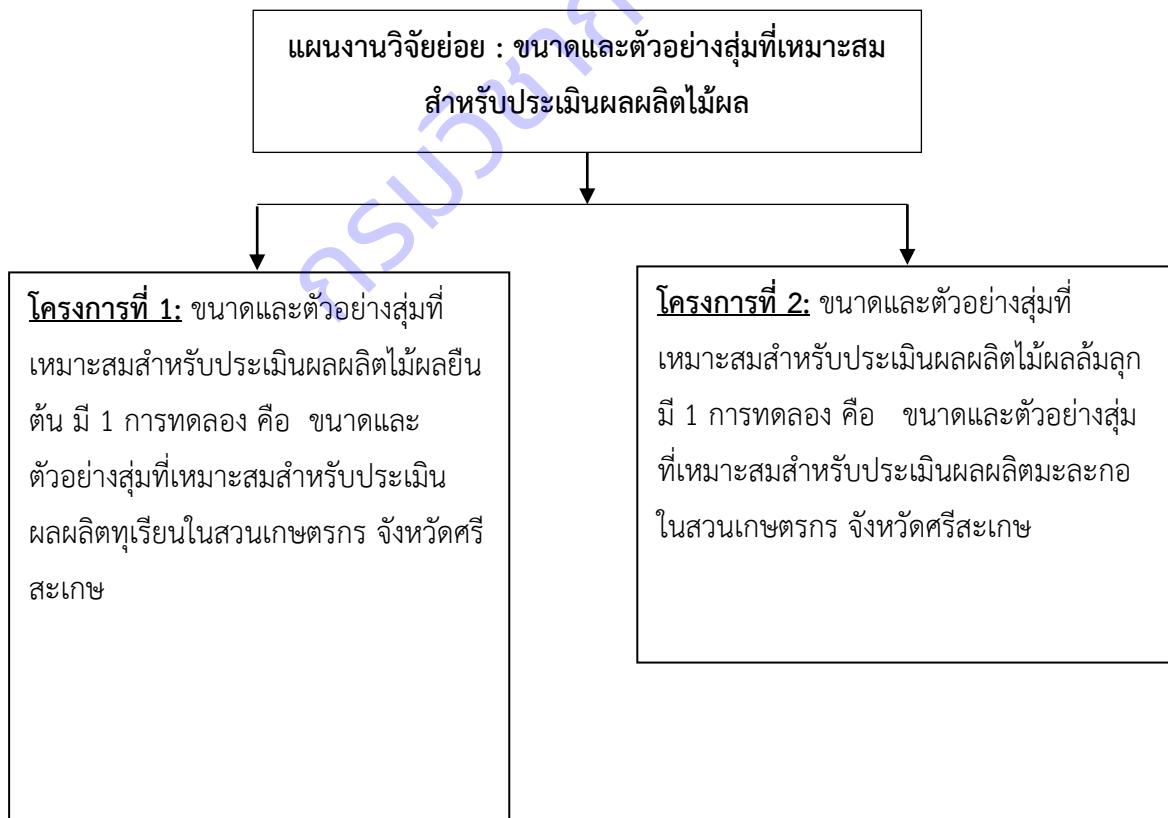 แผนงานวิจัยย่อย : ขนาดและตัวอย่างสุ่มที่เหมาะสม
สำหรับประเมินผลผลิตไม้ผล
กรมวิชาก
โครงการที่ 1: ขนาดและตัวอย่างสุ่มที่
เหมาะสมสำหรับประเมินผลผลิตไม้ผลยืน
ต้น มี 1 การทดลอง คือ ขนาดและ
ตัวอย่างสุ่มที่เหมาะสมสำหรับประเมิน
ผลผลิตทุเรียนในสวนเกษตรกร จังหวัดศรี
สะเกษ
โครงการที่ 2: ขนาดและตัวอย่างสุ่มที่
เหมาะสมสำหรับประเมินผลผลิตไม้ผลล้มลุก
มี 1 การทดลอง คือ ขนาดและตัวอย่างสุ่ม
ที่เหมาะสมสำหรับประเมินผลผลิตมะละกอ
ในสวนเกษตรกร จังหวัดศรีสะเกษ